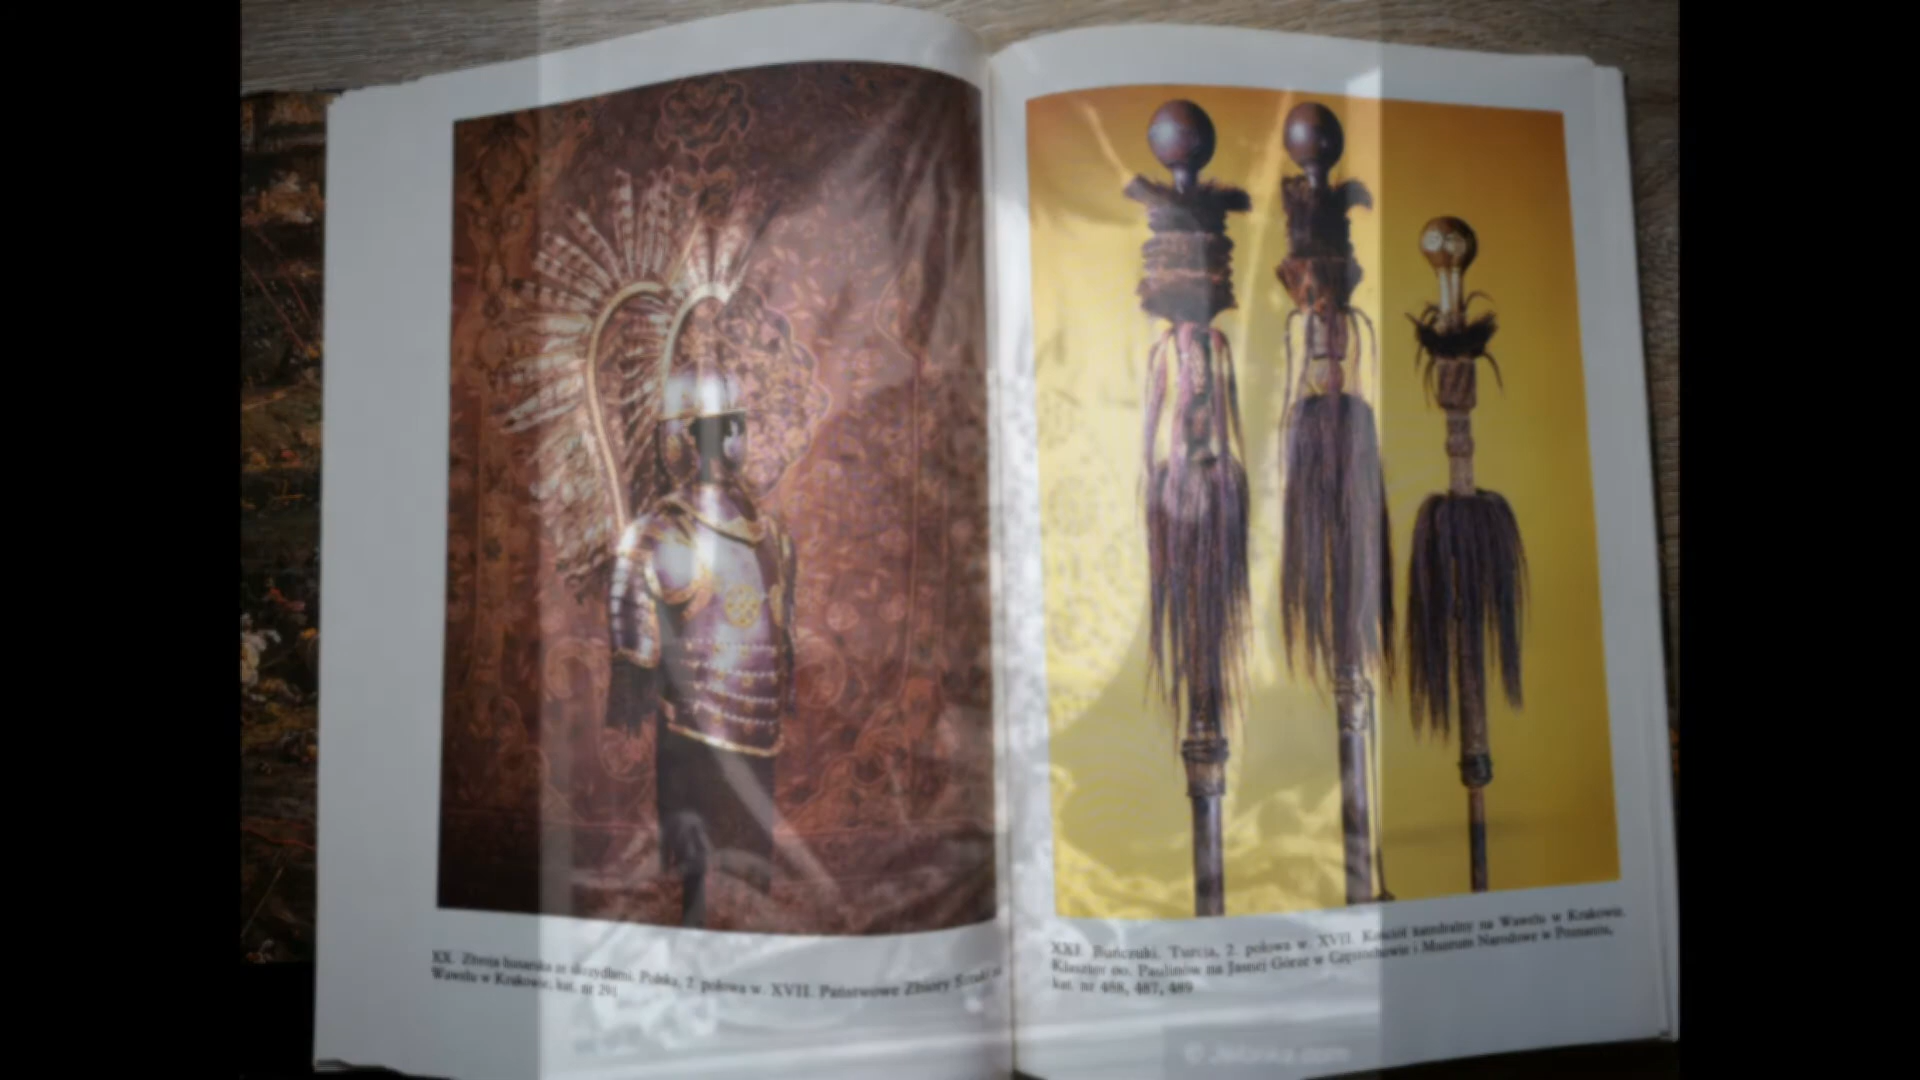 XX. Zbroja husarska ze skrzydłami. Polska, 2. połowa w. XVII. Państwowe Zbiory Sztuki
Wawelu w Krakowie, kat. nr 291
XXI. Buńczuki. Turcja, 2. połowa w. XVII. Kościół katedralny na Wawelu w Krakowie.
Klasztor oo. Paulinów na Jasnej Górze w Częstochowie i Muzeum Narodowe w Poznaniu,
kat. nr 488, 487, 489